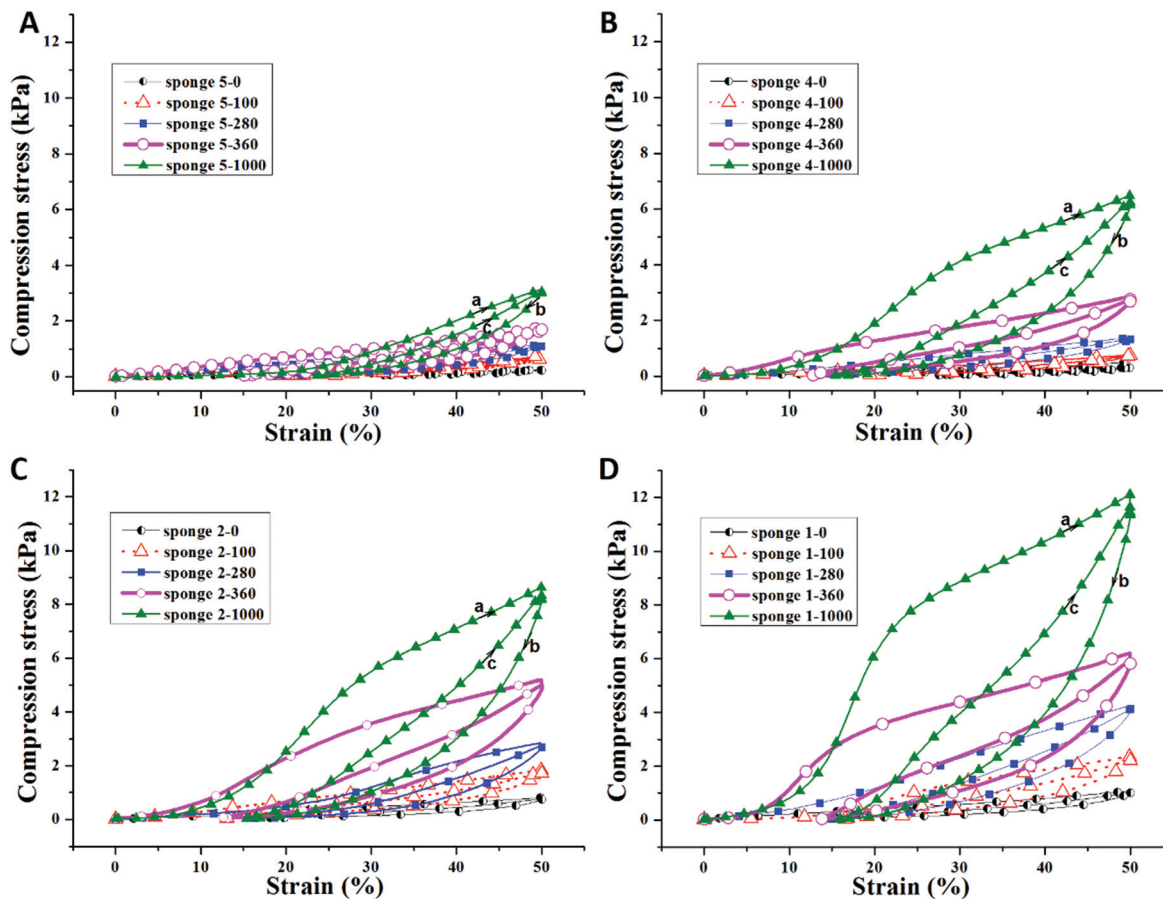 A
Compression stress (kPa)
12
10
8
6
4
2
0
sponge 5-0
sponge 5-100
sponge 5-280
sponge 5-360
sponge 5-1000
a
b
c
0 10 20 30 40 50
Strain (%)
B
Compression stress (kPa)
12
10
8
6
4
2
0
sponge 4-0
sponge 4-100
sponge 4-280
sponge 4-360
sponge 4-1000
a
b
c
0 10 20 30 40 50
Strain (%)
C
Compression stress (kPa)
12
10
8
6
4
2
0
sponge 2-0
sponge 2-100
sponge 2-280
sponge 2-360
sponge 2-1000
a
b
c
0 10 20 30 40 50
Strain (%)
D
Compression stress (kPa)
12
10
8
6
4
2
0
sponge 1-0
sponge 1-100
sponge 1-280
sponge 1-360
sponge 1-1000
a
b
c
0 10 20 30 40 50
Strain (%)